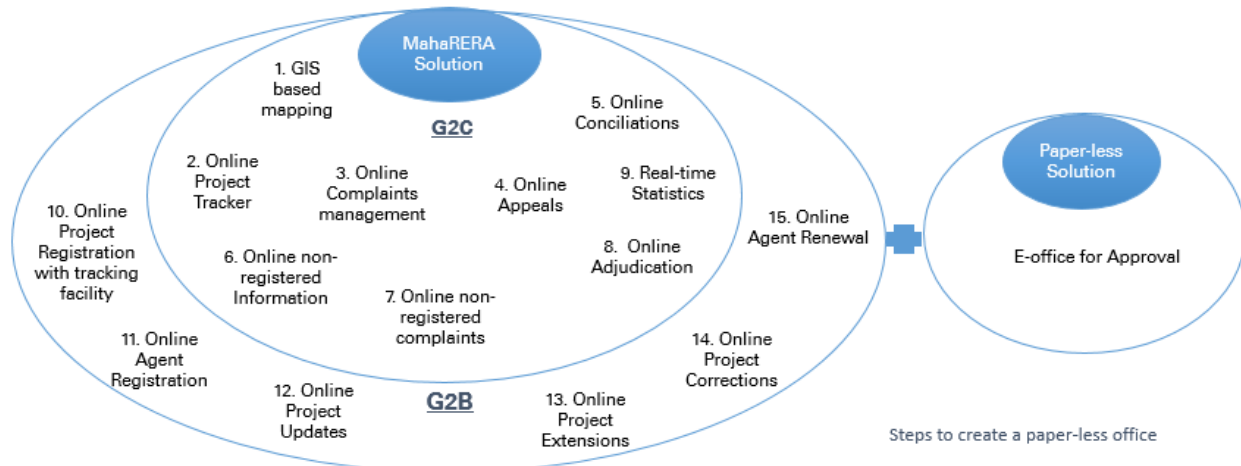 MahaRERA
Solution
G2C
1. GIS
based
mapping
2. Online
Project
Tracker
3. Online
Complaints
management
4. Online
Appeals
5. Online
Conciliations
6. Online non-
registered
Information
7. Online non-
registered
complaints
8.  Online
Adjudication
9. Real-time
Statistics
10. Online
Project
Registration
with tracking
facility
11. Online
Agent
Registration
12. Online
Project
Updates
G2B
13. Online
Project
Extensions
14. Online
Project
Corrections
15. Online
Agent Renewal
Paper-less
Solution
E-office for Approval
Steps to create a paper-less office